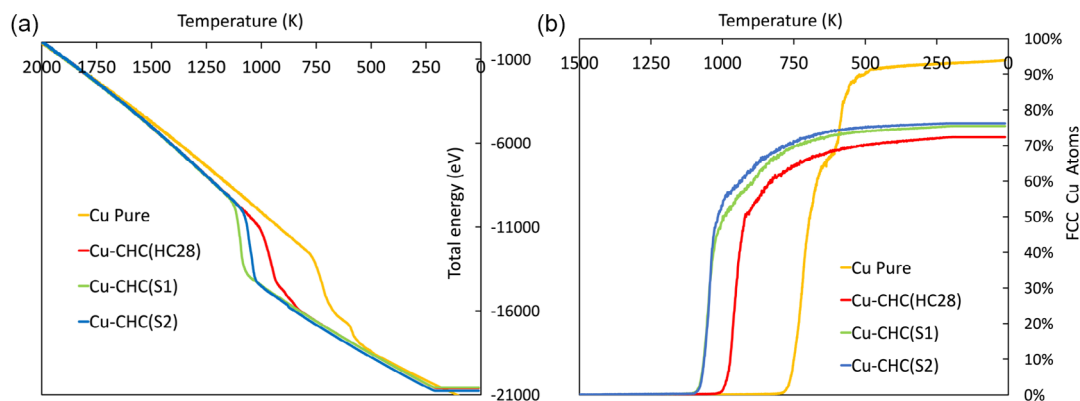 (a)
Temperature (K)
2000 1750 1500 1250 1000 750 500 250 0
-1000
-6000
-11000
-16000
-21000
Total energy (eV)
Cu Pure
Cu-CHC(HC28)
Cu-CHC(S1)
Cu-CHC(S2)
(b)
Temperature (K)
1500 1250 1000 750 500 250 0
100%
90%
80%
70%
60%
50%
40%
30%
20%
10%
0%
FCC Cu Atoms
Cu Pure
Cu-CHC(HC28)
Cu-CHC(S1)
Cu-CHC(S2)